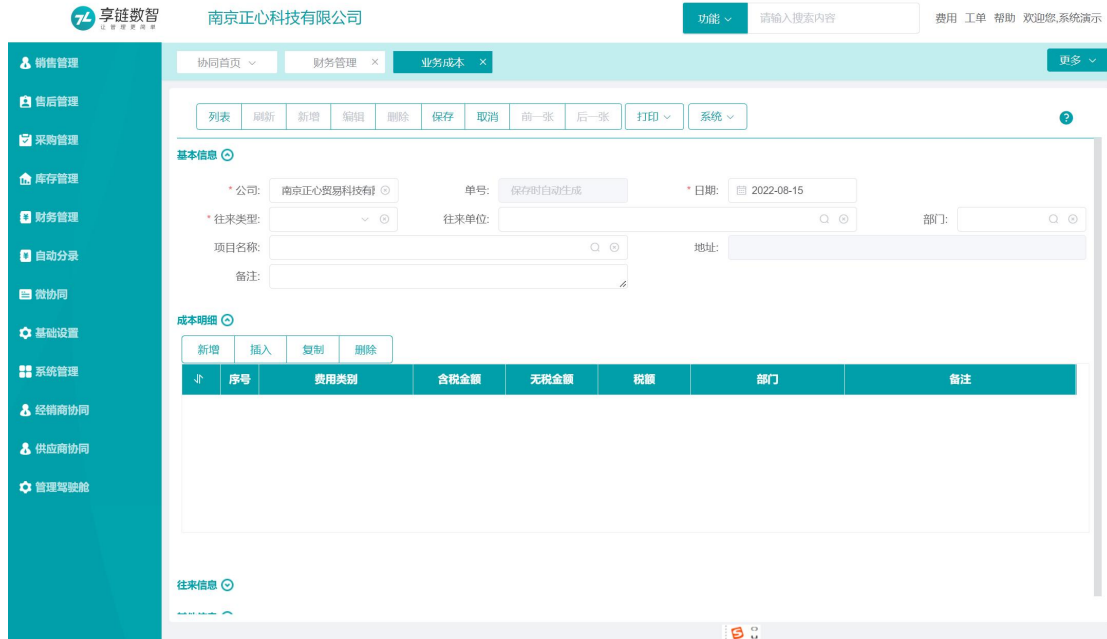 享链数智
让管理更简单
南京正心科技有限公司
功能 请输入搜索内容 费用 工单 帮助 欢迎您,系统演示
销售管理
售后管理
采购管理
库存管理
财务管理
自动分录
微协同
基础设置
系统管理
经销商协同
供应商协同
管理驾驶舱
协同首页 财务管理 × 业务成本 × 更多
列表 刷新 新增 编辑 删除 保存 取消 前一张 后一张 打印 系统 ?
基本信息
*公司: 南京正心贸易科技有 单号: 保存时自动生成 *日期: 2022-08-15
*往来类型: 往来单位: 部门:
项目名称: 地址:
备注:
成本明细
新增 插入 复制 删除
序号 费用类别 含税金额 无税金额 税额 部门 备注
往来信息